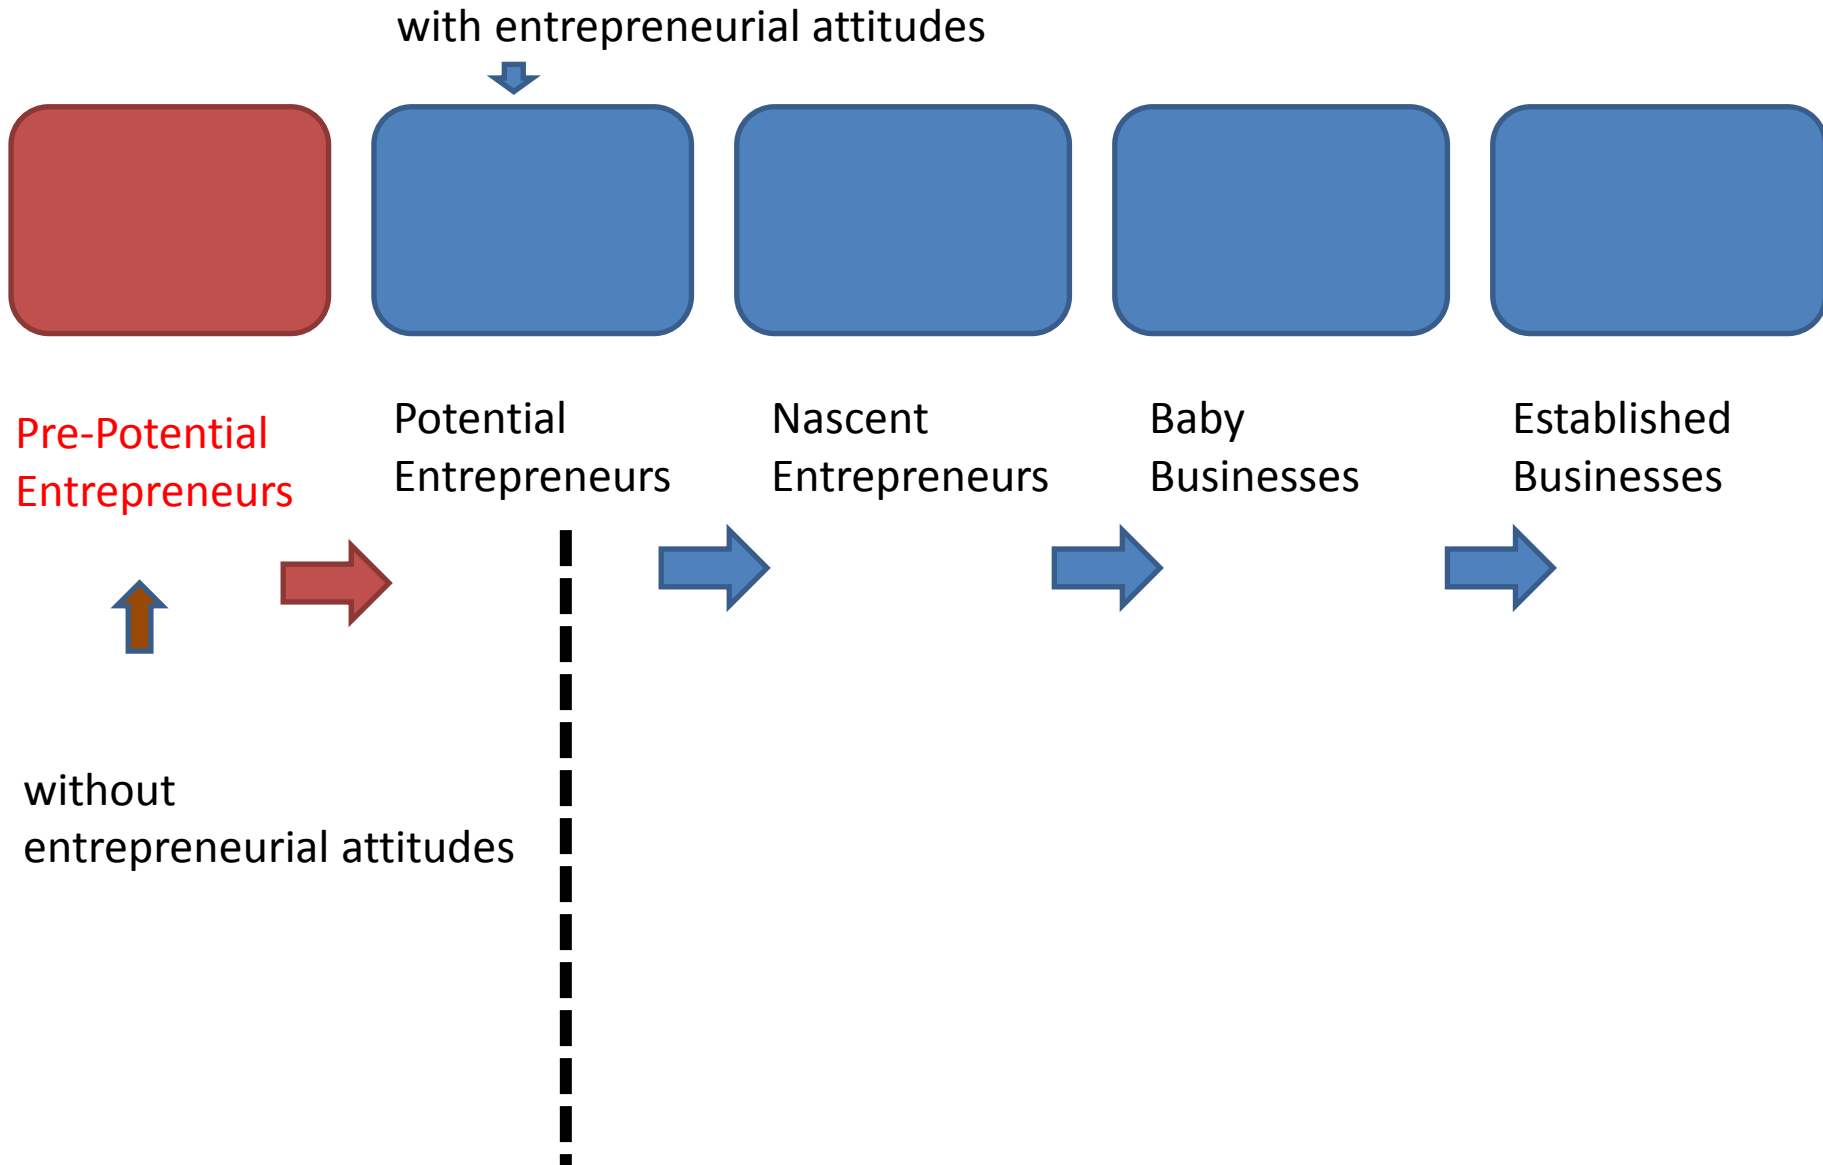 with entrepreneurial attitudes
Pre-Potential
Entrepreneurs
Potential
Entrepreneurs
Nascent
Entrepreneurs
Baby
Businesses
Established
Businesses
without
entrepreneurial attitudes